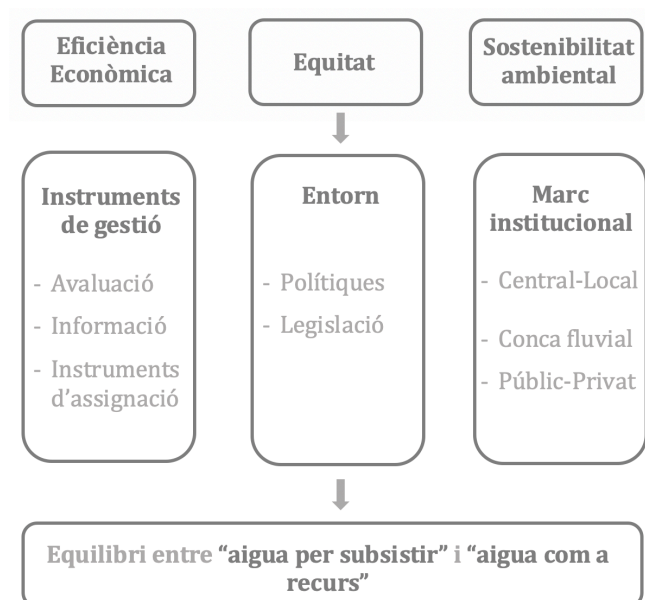 Eficiència
Econòmica
Equitat
Sostenibilitat
ambiental
Instruments
de gestió
- Avaluació
- Informació
- Instruments
d’assignació
Entorn
- Polítiques
- Legislació
Marc
institucional
- Central-Local
- Conca fluvial
- Públic-Privat
Equilibri entre “aigua per subsistir” i “aigua com a
recurs”